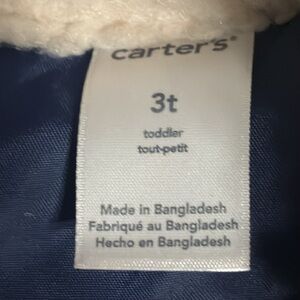 carter's
3t
toddler
tout-petit
Made in Bangladesh
Fabriqué au Bangladesh
Hecho en Bangladesh